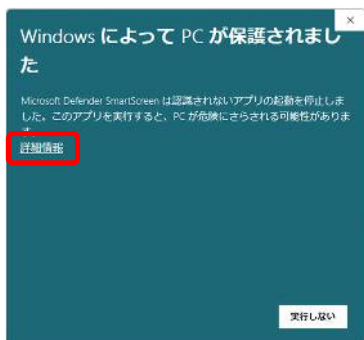 Windows によって PC が保護されまし
た
Microsoft Defender SmartScreen は認識されないアプリの起動を停止しま
した。このアプリを実行すると、PC が危険にさらされる可能性がありま
す。
詳細情報
実行しない